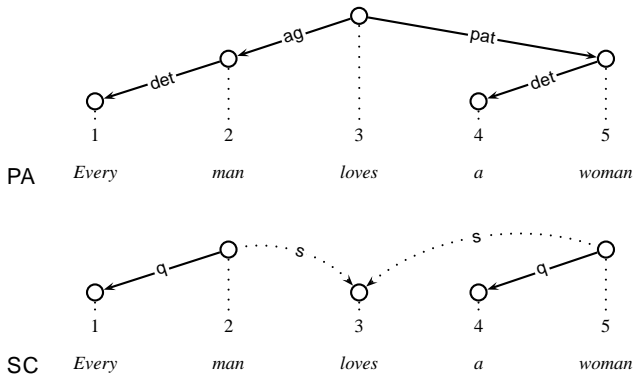 ag pat
det det
1 2 3 4 5
PA Every man loves a woman
s s
q q
1 2 3 4 5
SC Every man loves a woman